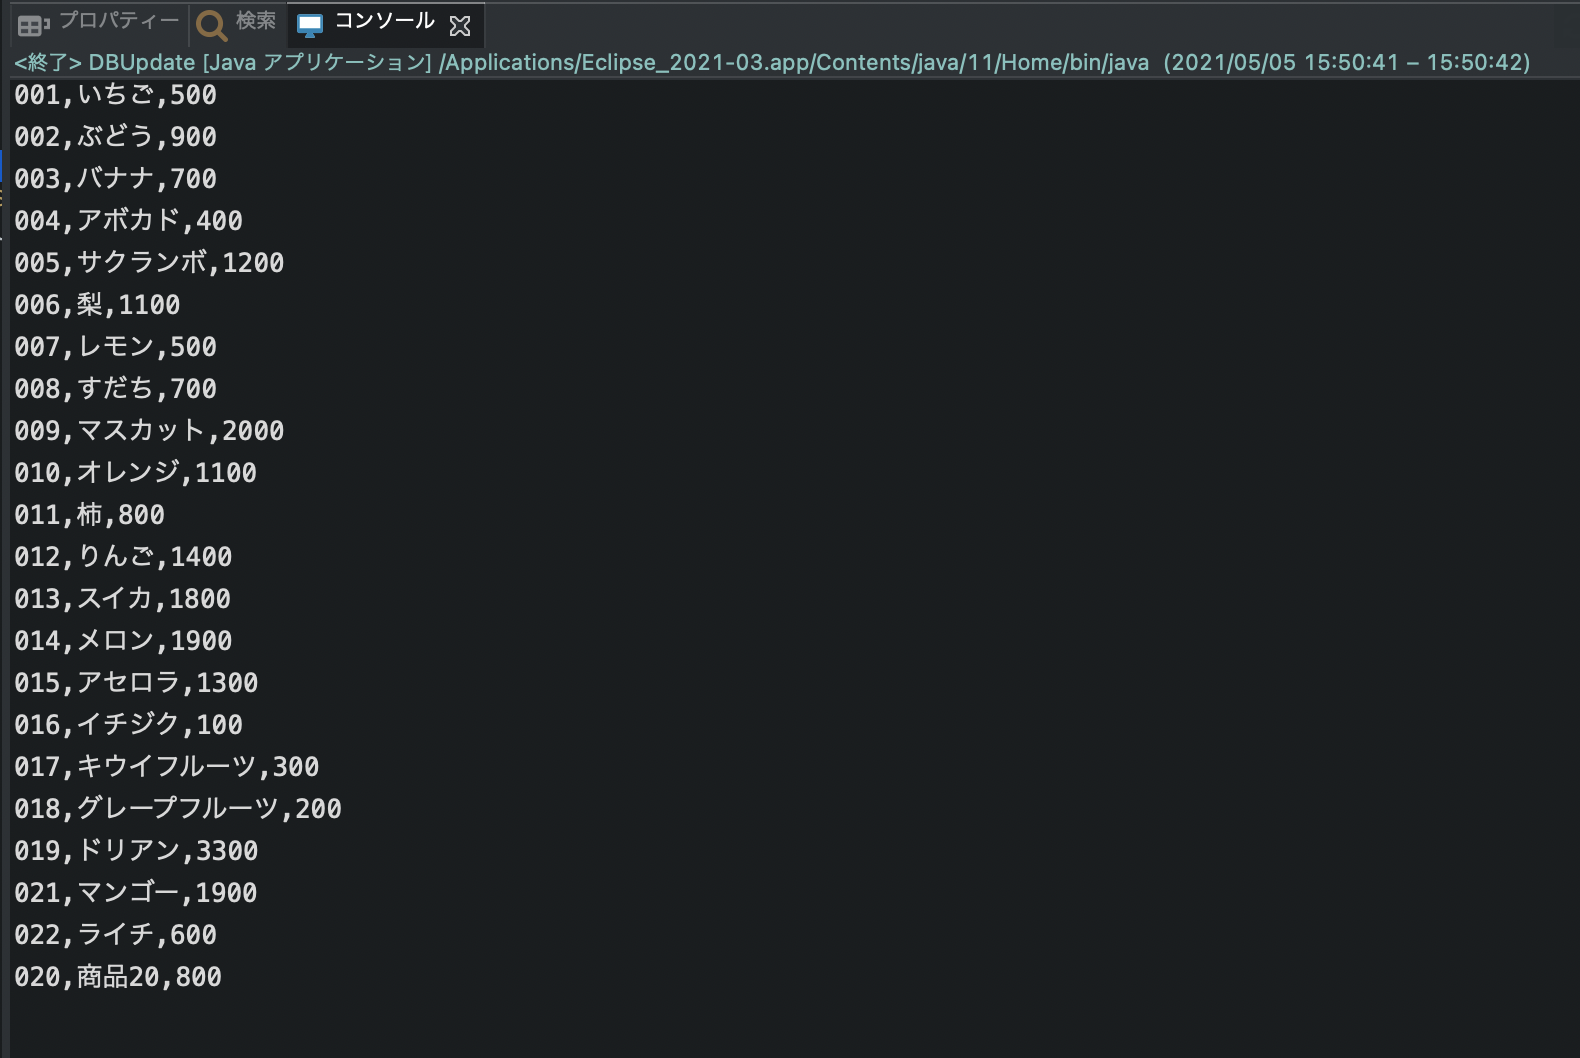 プロパティー 検索 コンソール
<終了> DBUpdate [Java アプリケーション] /Applications/Eclipse_2021-03.app/Contents/java/11/Home/bin/java  (2021/05/05 15:50:41 – 15:50:42)
001,いちご,500
002,ぶどう,900
003,バナナ,700
004,アボカド,400
005,サクランボ,1200
006,梨,1100
007,レモン,500
008,すだち,700
009,マスカット,2000
010,オレンジ,1100
011,柿,800
012,りんご,1400
013,スイカ,1800
014,メロン,1900
015,アセロラ,1300
016,イチジク,100
017,キウイフルーツ,300
018,グレープフルーツ,200
019,ドリアン,3300
021,マンゴー,1900
022,ライチ,600
020,商品20,800